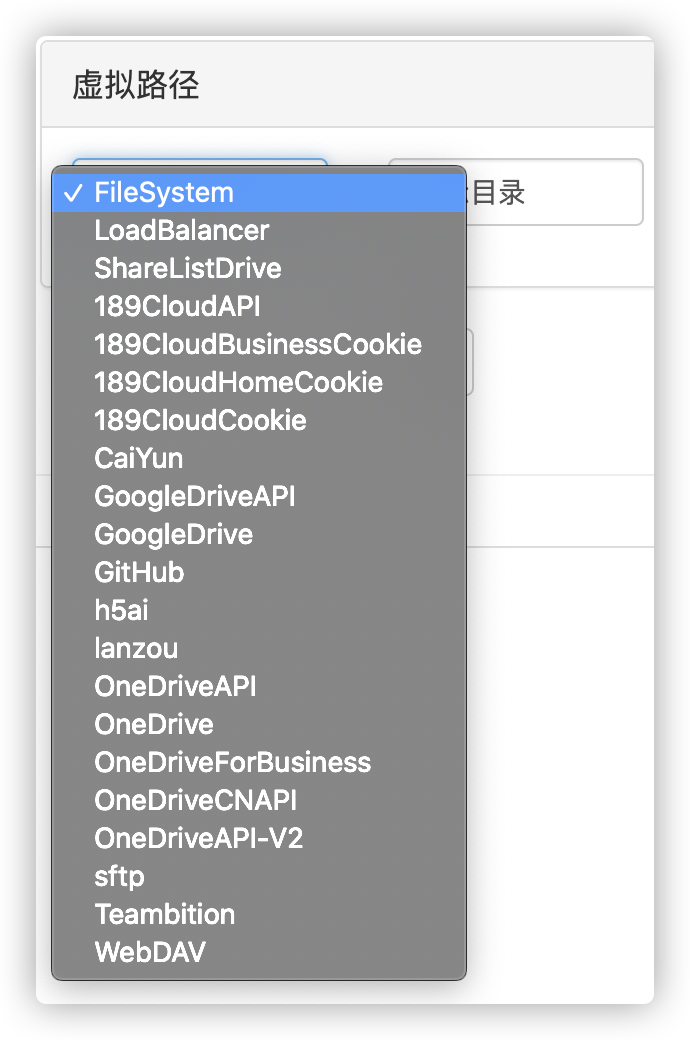 虚拟路径
✓ FileSystem
目录
LoadBalancer
ShareListDrive
189CloudAPI
189CloudBusinessCookie
189CloudHomeCookie
189CloudCookie
CaiYun
GoogleDriveAPI
GoogleDrive
GitHub
h5ai
lanzou
OneDriveAPI
OneDrive
OneDriveForBusiness
OneDriveCNAPI
OneDriveAPI-V2
sftp
Teambition
WebDAV